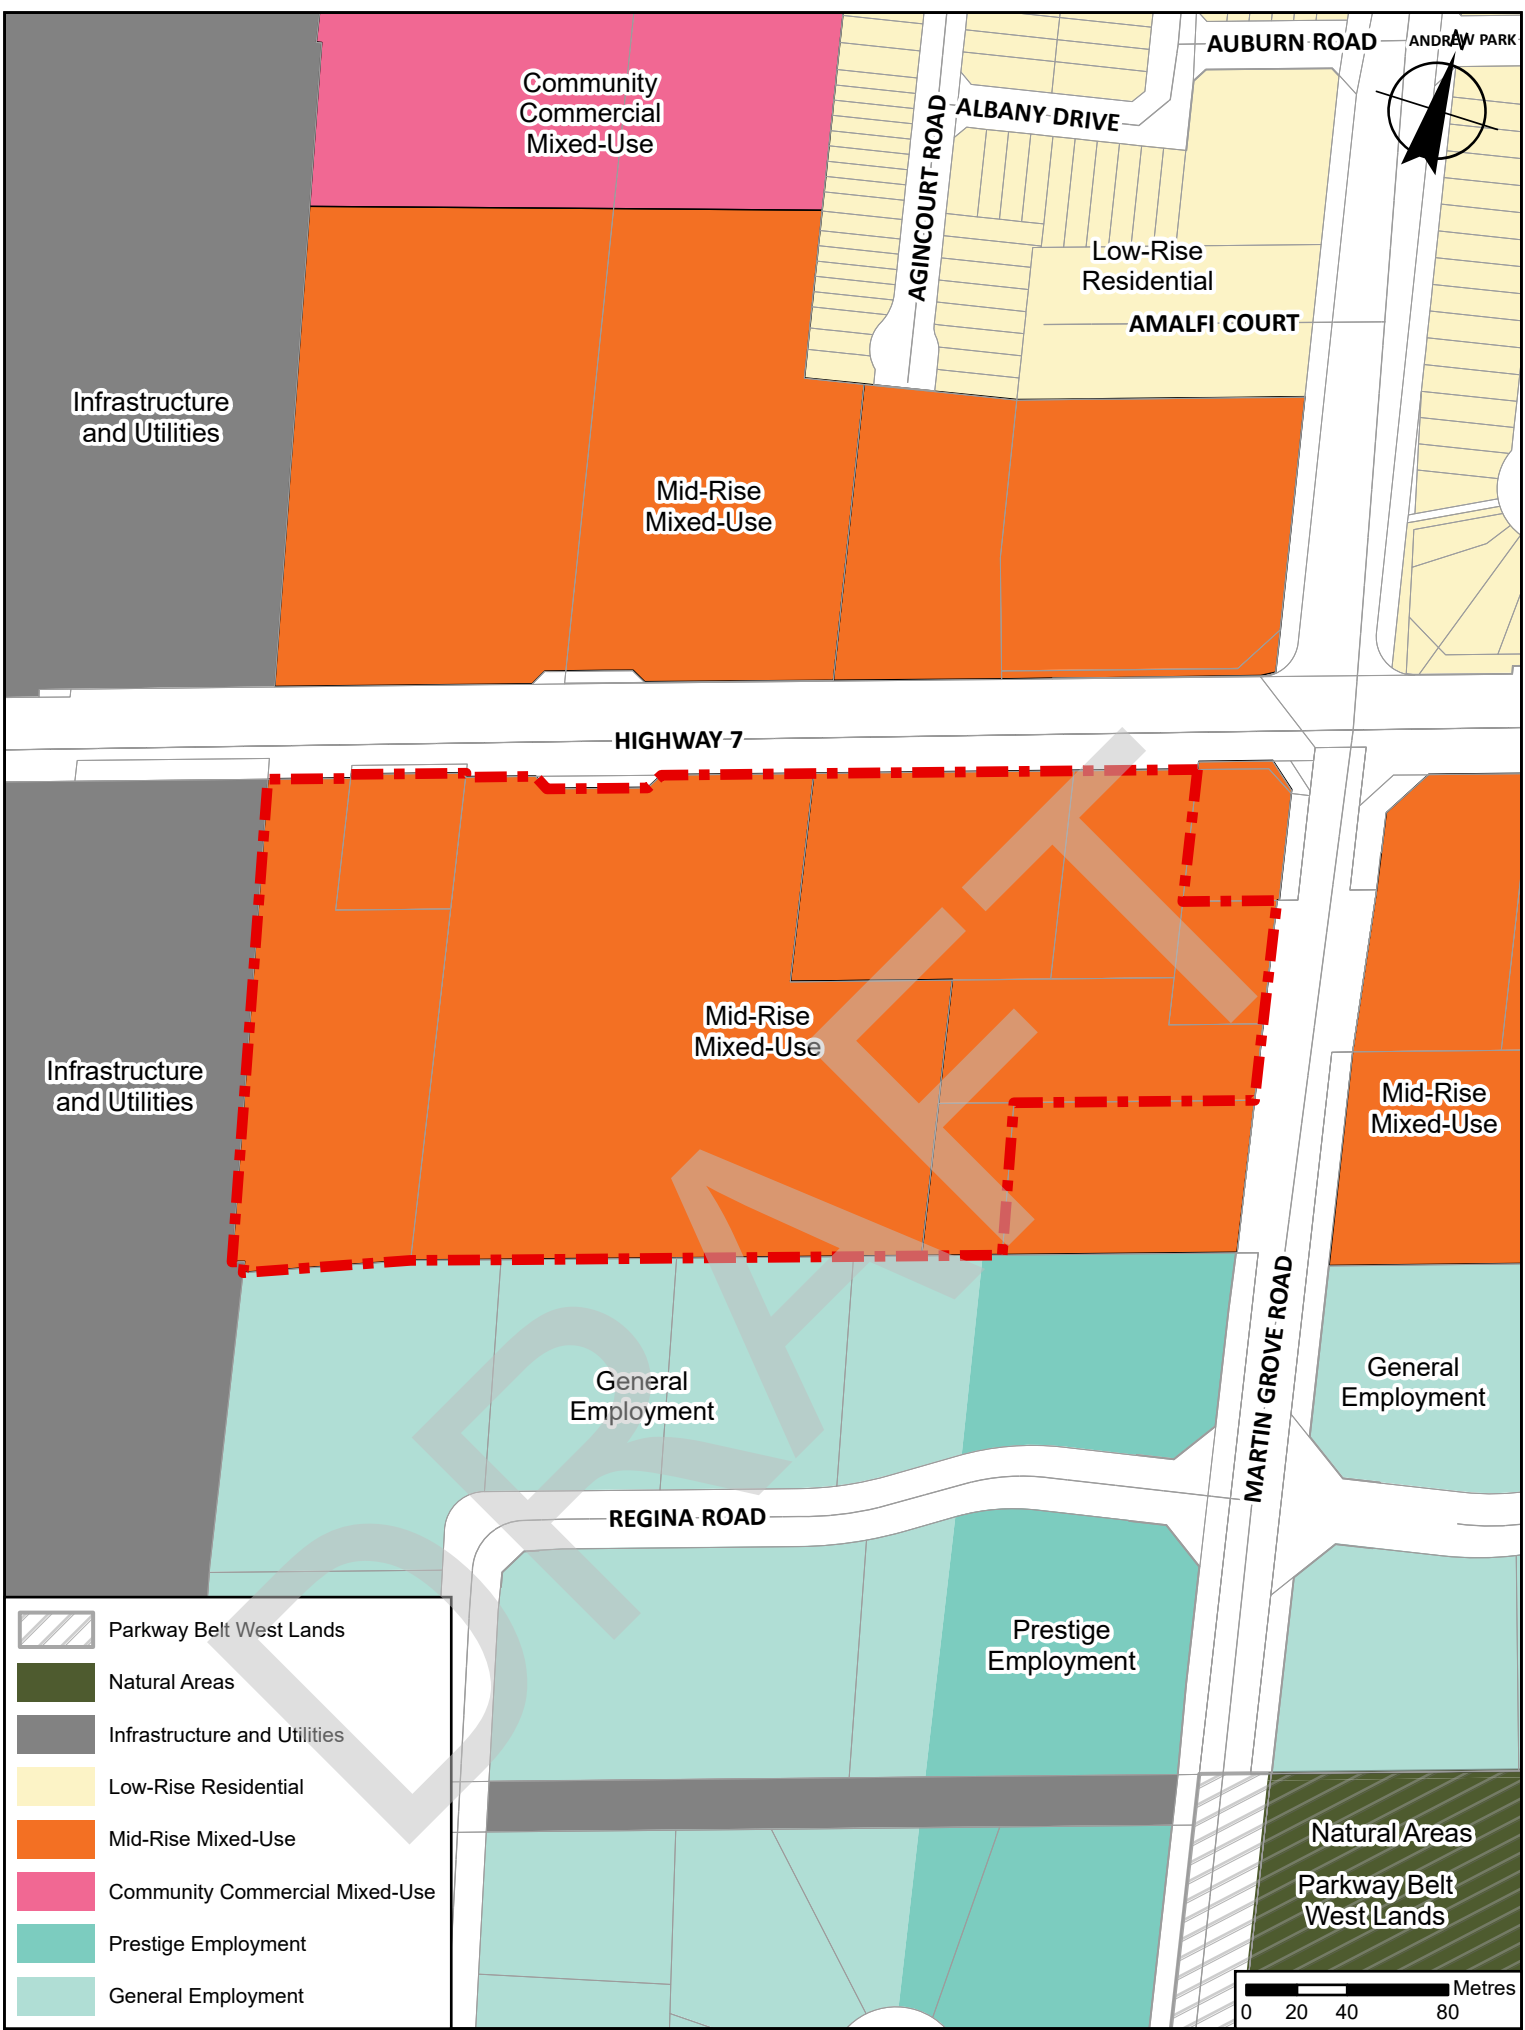 Community
Commercial
Mixed-Use
AUBURN ROAD
ANDREW PARK
N
ALBANY DRIVE
AGINCOURT ROAD
Low-Rise
Residential
AMALFI COURT
Infrastructure
and Utilities
Mid-Rise
Mixed-Use
HIGHWAY 7
Mid-Rise
Mixed-Use
Infrastructure
and Utilities
Mid-Rise
Mixed-Use
DRAFT
MARTIN GROVE ROAD
General
Employment
General
Employment
REGINA ROAD
Prestige
Employment
Natural Areas
Parkway Belt
West Lands
Parkway Belt West Lands
Natural Areas
Infrastructure and Utilities
Low-Rise Residential
Mid-Rise Mixed-Use
Community Commercial Mixed-Use
Prestige Employment
General Employment
Metres
0 20 40 80